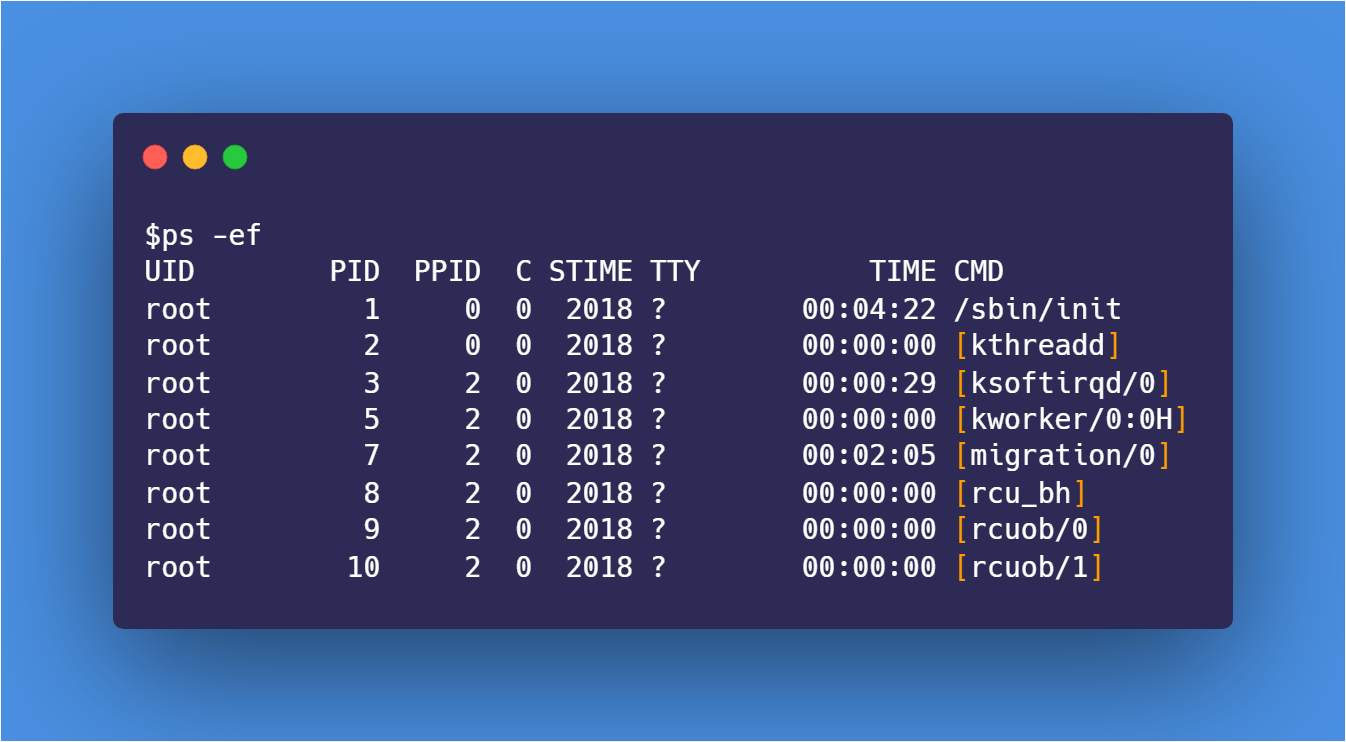 $ps -ef
UID        PID  PPID  C STIME TTY          TIME CMD
root         1     0  0  2018 ?        00:04:22 /sbin/init
root         2     0  0  2018 ?        00:00:00 [kthreadd]
root         3     2  0  2018 ?        00:00:29 [ksoftirqd/0]
root         5     2  0  2018 ?        00:00:00 [kworker/0:0H]
root         7     2  0  2018 ?        00:02:05 [migration/0]
root         8     2  0  2018 ?        00:00:00 [rcu_bh]
root         9     2  0  2018 ?        00:00:00 [rcuob/0]
root        10     2  0  2018 ?        00:00:00 [rcuob/1]